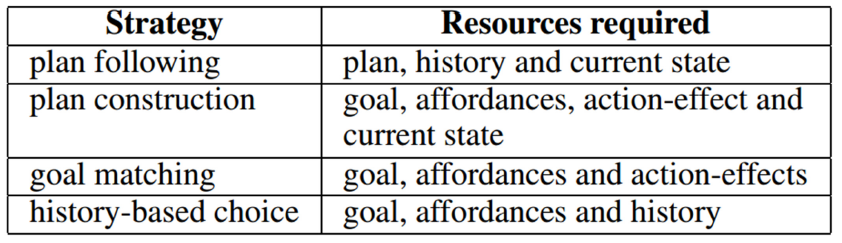 Strategy Resources required
plan following plan, history and current state
plan construction goal, affordances, action-effect and
current state
goal matching goal, affordances and action-effects
history-based choice goal, affordances and history